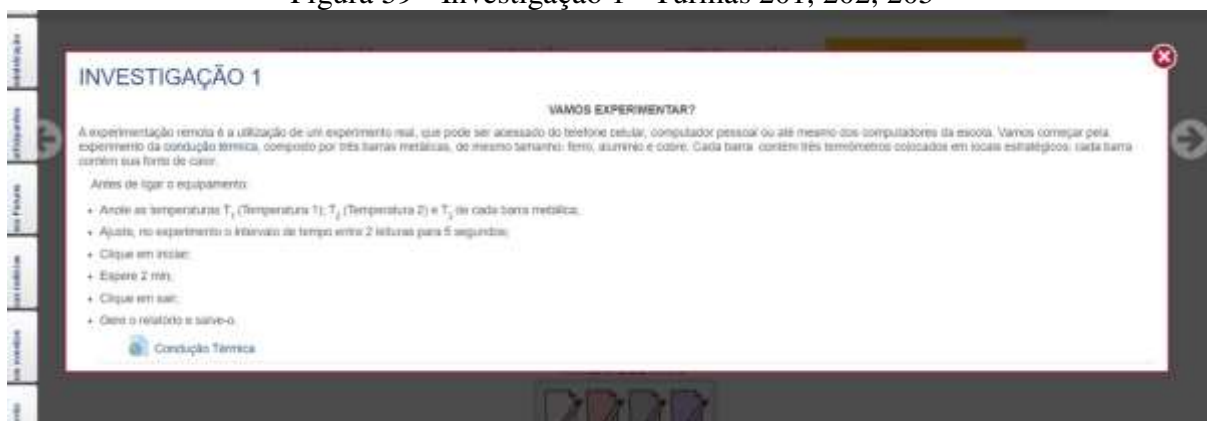 Figura 39 - Investigação 1 – Turmas 201, 202, 203
INVESTIGAÇÃO 1
VAMOS EXPERIMENTAR?
A experimentação remota é a utilização de um experimento real, que pode ser acessado do telefone celular, computador pessoal ou até mesmo dos computadores da escola. Vamos começar pela
experimento da condução térmica, composto por três barras metálicas, de mesmo tamanho: ferro, alumínio e cobre. Cada barra contém três termômetros colocados em locais estratégicos; cada barra
contém sua fonte de calor.
Antes de ligar o equipamento:
• Anote as temperaturas T1 (Temperatura 1); T2 (Temperatura 2) e T3 de cada barra metálica;
• Ajuste, no experimento o intervalo de tempo entre 2 leituras para 5 segundos;
• Clique em iniciar;
• Espere 2 min;
• Clique em sair;
• Gere o relatório e salve-o.
Condução Térmica